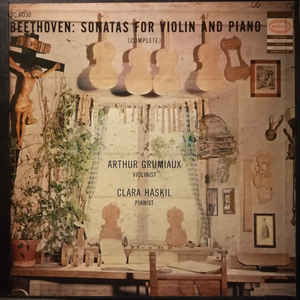 BEETHOVEN: SONATAS FOR VIOLIN AND PIANO
(COMPLETE)
ARTHUR GRUMIAUX
VIOLINIST
CLARA HASKIL
PIANIST